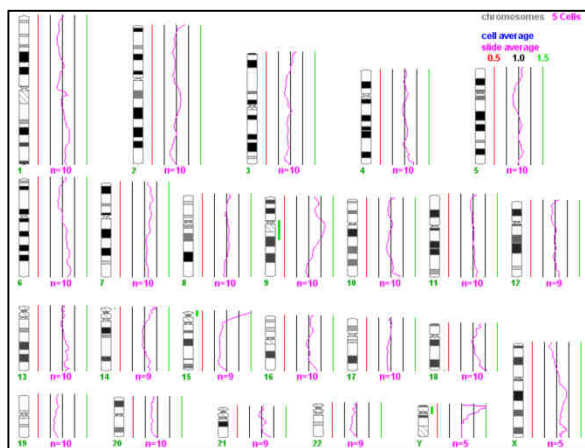 chromosomes 5 Cells
cell average
slide average
0.5 1.0 1.5
1 n=10
2 n=10
3 n=10
4 n=10
5 n=10
6 n=10
7 n=10
8 n=10
9 n=10
10 n=10
11 n=10
12 n=9
13 n=10
14 n=9
15 n=9
16 n=10
17 n=10
18 n=10
19 n=10
20 n=10
21 n=9
22 n=9
Y n=5
X n=5